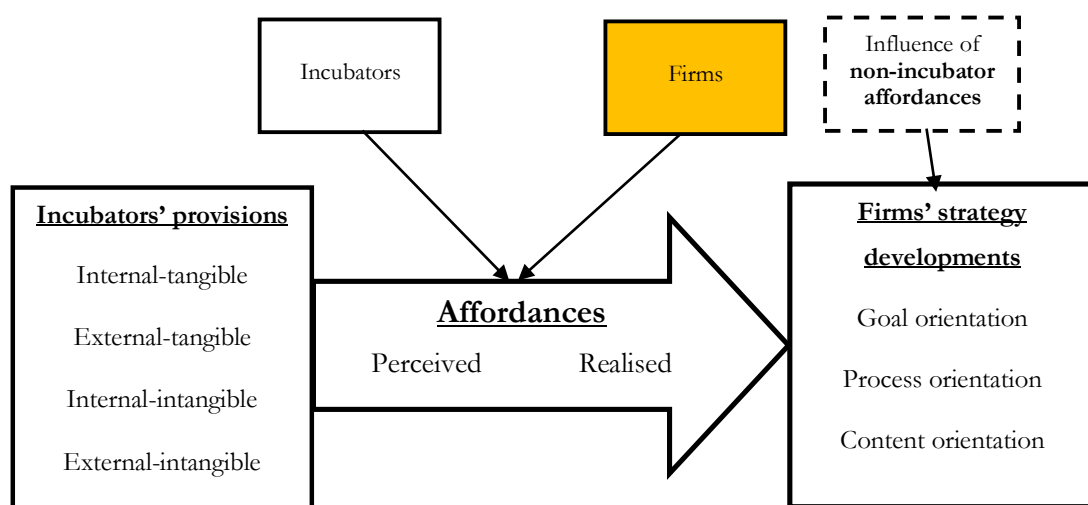 Incubators
Firms
Influence of
non-incubator
affordances
Incubators' provisions
Internal-tangible
External-tangible
Internal-intangible
External-intangible
Affordances
Perceived Realised
Firms' strategy
developments
Goal orientation
Process orientation
Content orientation